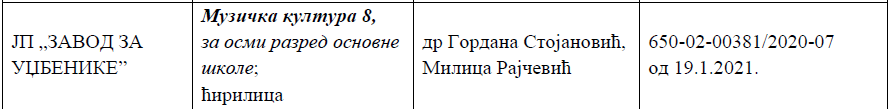 ЈП „ЗАВОД ЗА
УЏБЕНИКЕ”
Музичка култура 8,
за осми разред основне
школе;
ћирилица
др Гордана Стојановић,
Милица Рајчевић
650-02-00381/2020-07
од 19.1.2021.